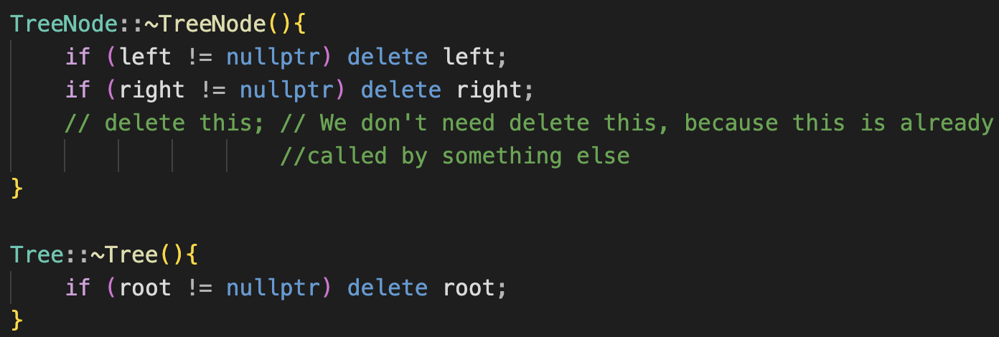 TreeNode::~TreeNode(){
    if (left != nullptr) delete left;
    if (right != nullptr) delete right;
    // delete this; // We don't need delete this, because this is already
                    //called by something else
}

Tree::~Tree(){
    if (root != nullptr) delete root;
}